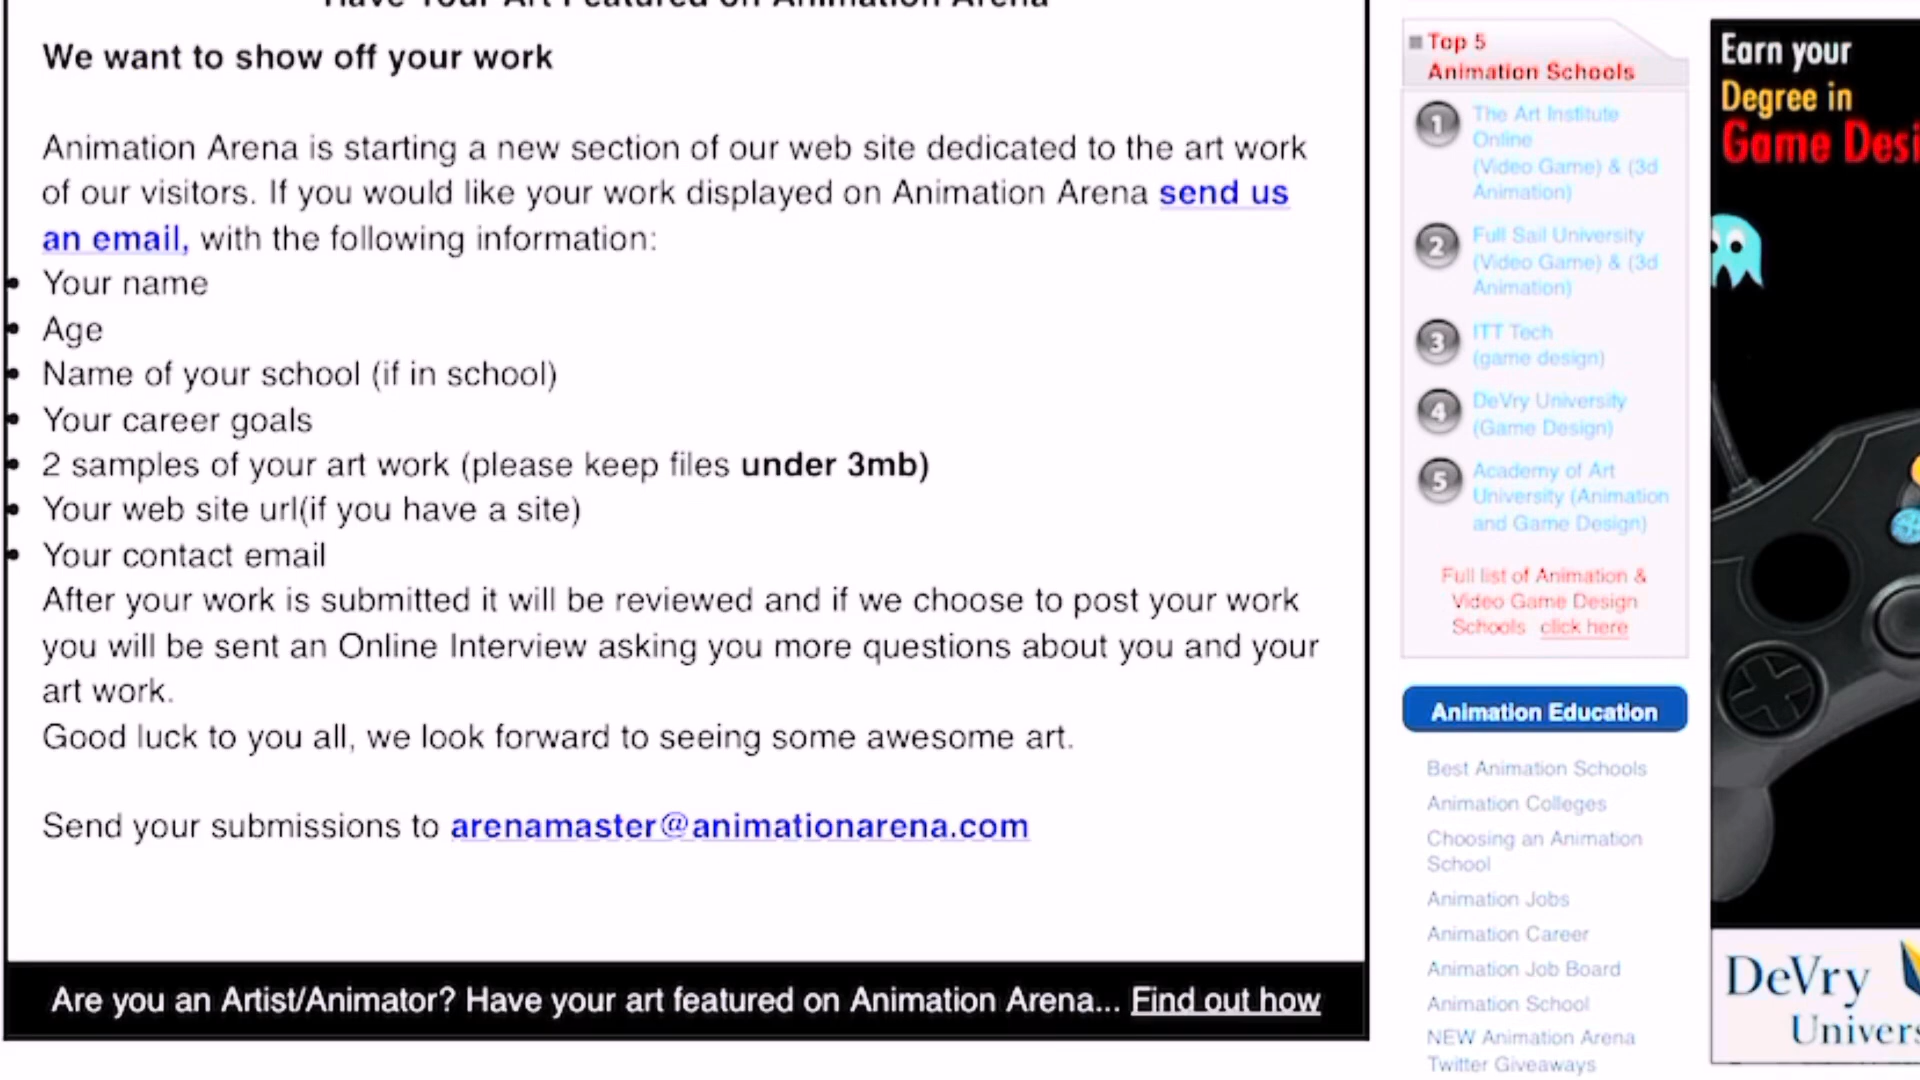 Have Your Art Featured on Animation Arena
We want to show off your work
Animation Arena is starting a new section of our web site dedicated to the art work
of our visitors. If you would like your work displayed on Animation Arena send us
an email, with the following information:
Your name
Age
Name of your school (if in school)
Your career goals
2 samples of your art work (please keep files under 3mb)
Your web site url(if you have a site)
Your contact email
After your work is submitted it will be reviewed and if we choose to post your work
you will be sent an Online Interview asking you more questions about you and your
art work.
Good luck to you all, we look forward to seeing some awesome art.
Send your submissions to arenamaster@animationarena.com
Are you an Artist/Animator? Have your art featured on Animation Arena... Find out how
Top 5
Animation Schools
1 The Art Institute
Online
(Video Game) & (3d
Animation)
2 Full Sail University
(Video Game) & (3d
Animation)
3 ITT Tech
(game design)
4 DeVry University
(Game Design)
5 Academy of Art
University (Animation
and Game Design)
Full list of Animation &
Video Game Design
Schools click here
Animation Education
Best Animation Schools
Animation Colleges
Choosing an Animation
School
Animation Jobs
Animation Career
Animation Job Board
Animation School
NEW Animation Arena
Twitter Giveaways
Earn your
Degree in
Game Desi
DeVry
Univers